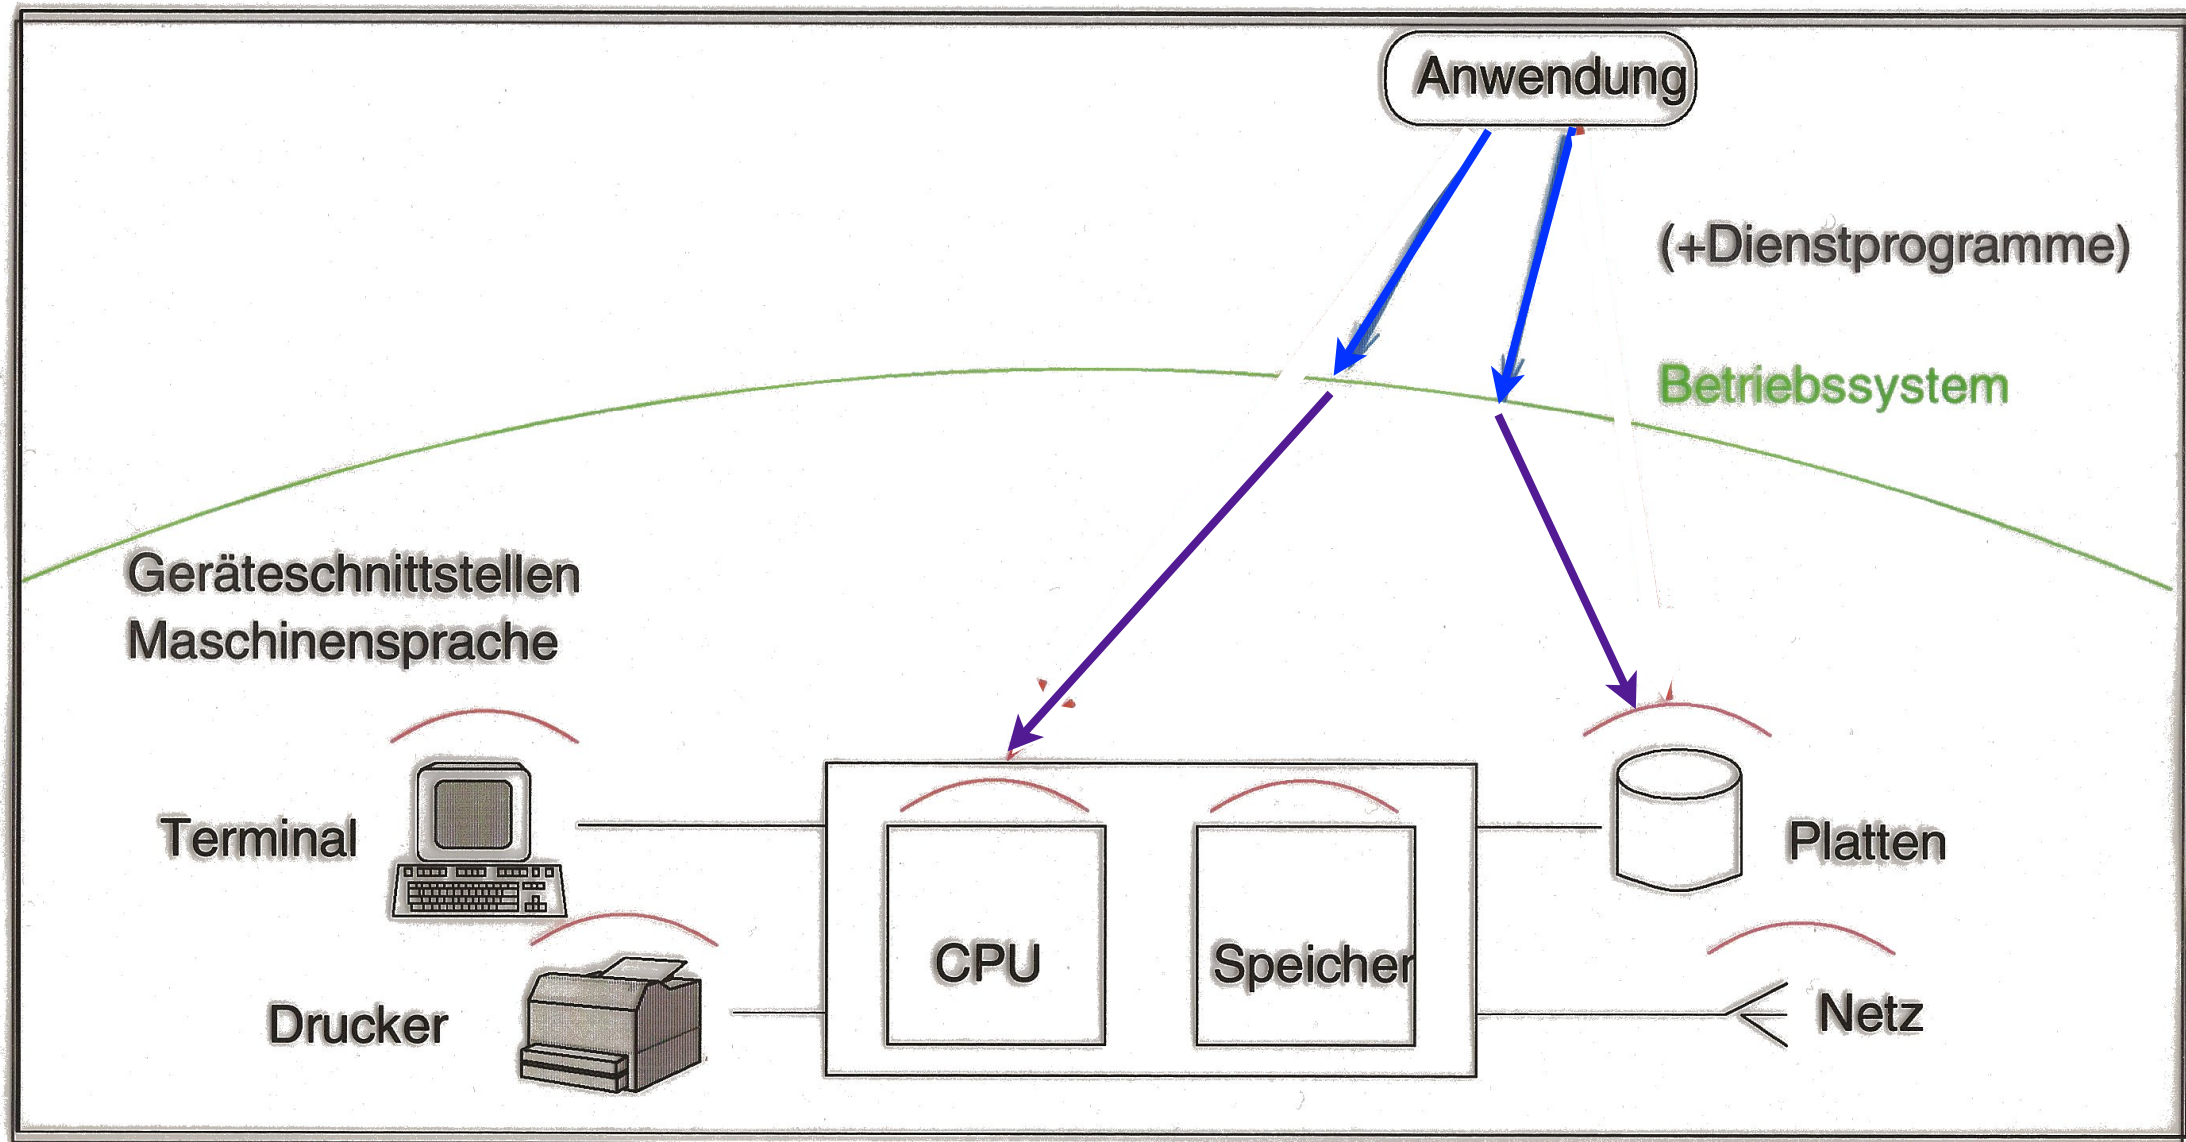 Anwendung
(+Dienstprogramme)
Betriebssystem
Geräteschnittstellen
Maschinensprache
Terminal
Platten
CPU
Speicher
Drucker
Netz